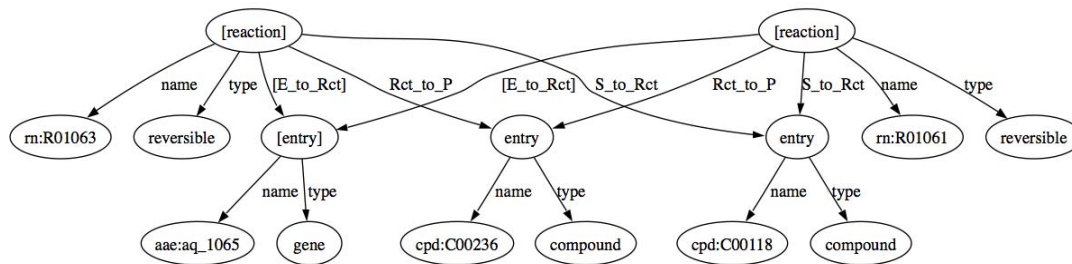 [reaction] [reaction]
name type [E_to_Rct] Rct_to_P [E_to_Rct] S_to_Rct Rct_to_P S_to_Rct name type
rn:R01063 reversible [entry] entry entry rn:R01061 reversible
name type name type name type
aae:aq_1065 gene cpd:C00236 compound cpd:C00118 compound